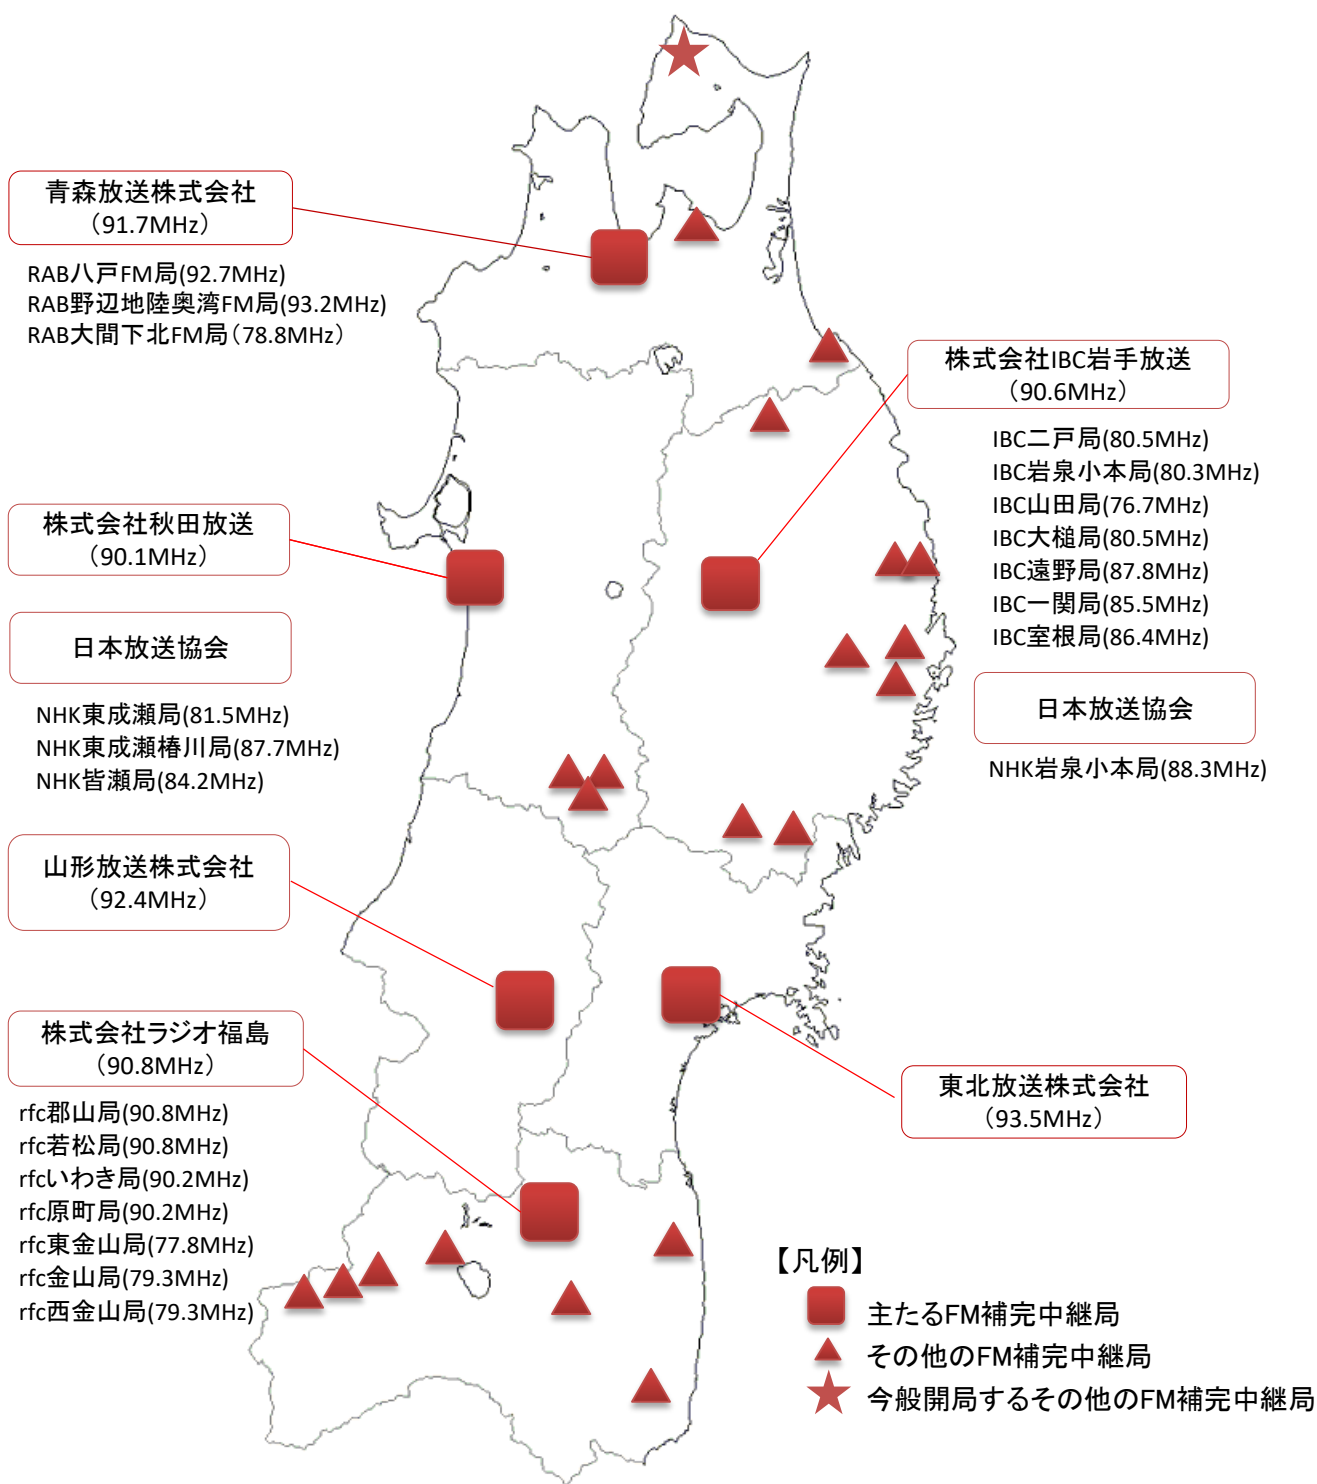 青森放送株式会社
（91.7MHz）
RAB八戸FM局(92.7MHz)
RAB野辺地陸奥湾FM局(93.2MHz)
RAB大間下北FM局（78.8MHz）
株式会社IBC岩手放送
（90.6MHz）
IBC二戸局(80.5MHz)
IBC岩泉小本局(80.3MHz)
IBC山田局(76.7MHz)
IBC大槌局(80.5MHz)
IBC遠野局(87.8MHz)
IBC一関局(85.5MHz)
IBC室根局(86.4MHz)
日本放送協会
NHK岩泉小本局(88.3MHz)
株式会社秋田放送
（90.1MHz）
日本放送協会
NHK東成瀬局(81.5MHz)
NHK東成瀬椿川局(87.7MHz)
NHK皆瀬局(84.2MHz)
山形放送株式会社
（92.4MHz）
株式会社ラジオ福島
（90.8MHz）
rfc郡山局(90.8MHz)
rfc若松局(90.8MHz)
rfcいわき局(90.2MHz)
rfc原町局(90.2MHz)
rfc東金山局(77.8MHz)
rfc金山局(79.3MHz)
rfc西金山局(79.3MHz)
東北放送株式会社
（93.5MHz）
【凡例】
主たるFM補完中継局
その他のFM補完中継局
今般開局するその他のFM補完中継局